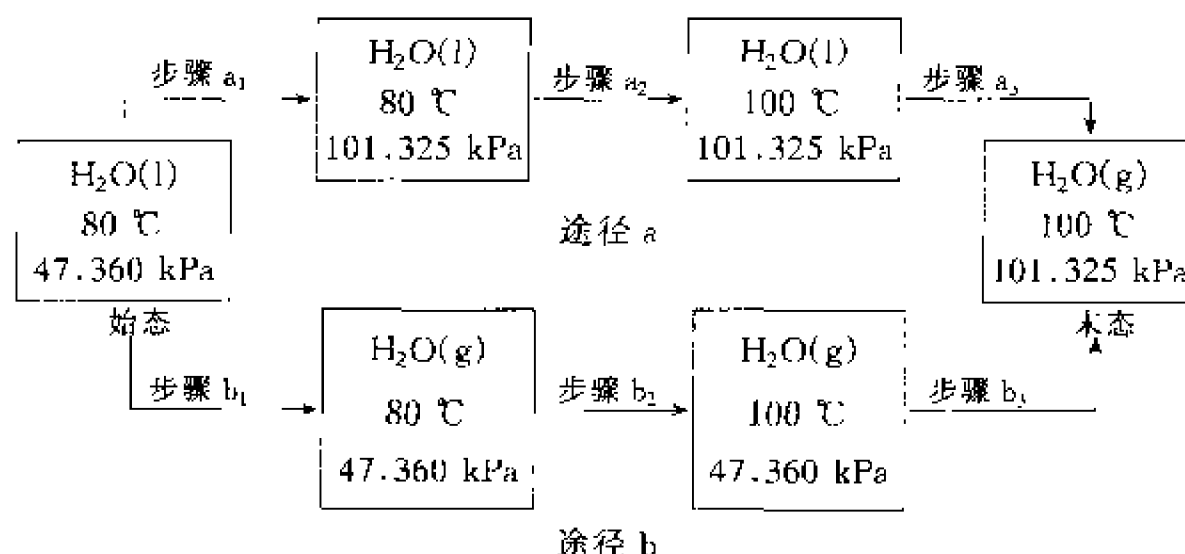 步骤 a₁
H₂O(l)
80 ℃
101.325 kPa
步骤 a₂
H₂O(l)
100 ℃
101.325 kPa
步骤 a₃
H₂O(l)
80 ℃
47.360 kPa
始态
途径 a
H₂O(g)
100 ℃
101.325 kPa
末态
步骤 b₁
H₂O(g)
80 ℃
47.360 kPa
步骤 b₂
H₂O(g)
100 ℃
47.360 kPa
步骤 b₃
途径 b